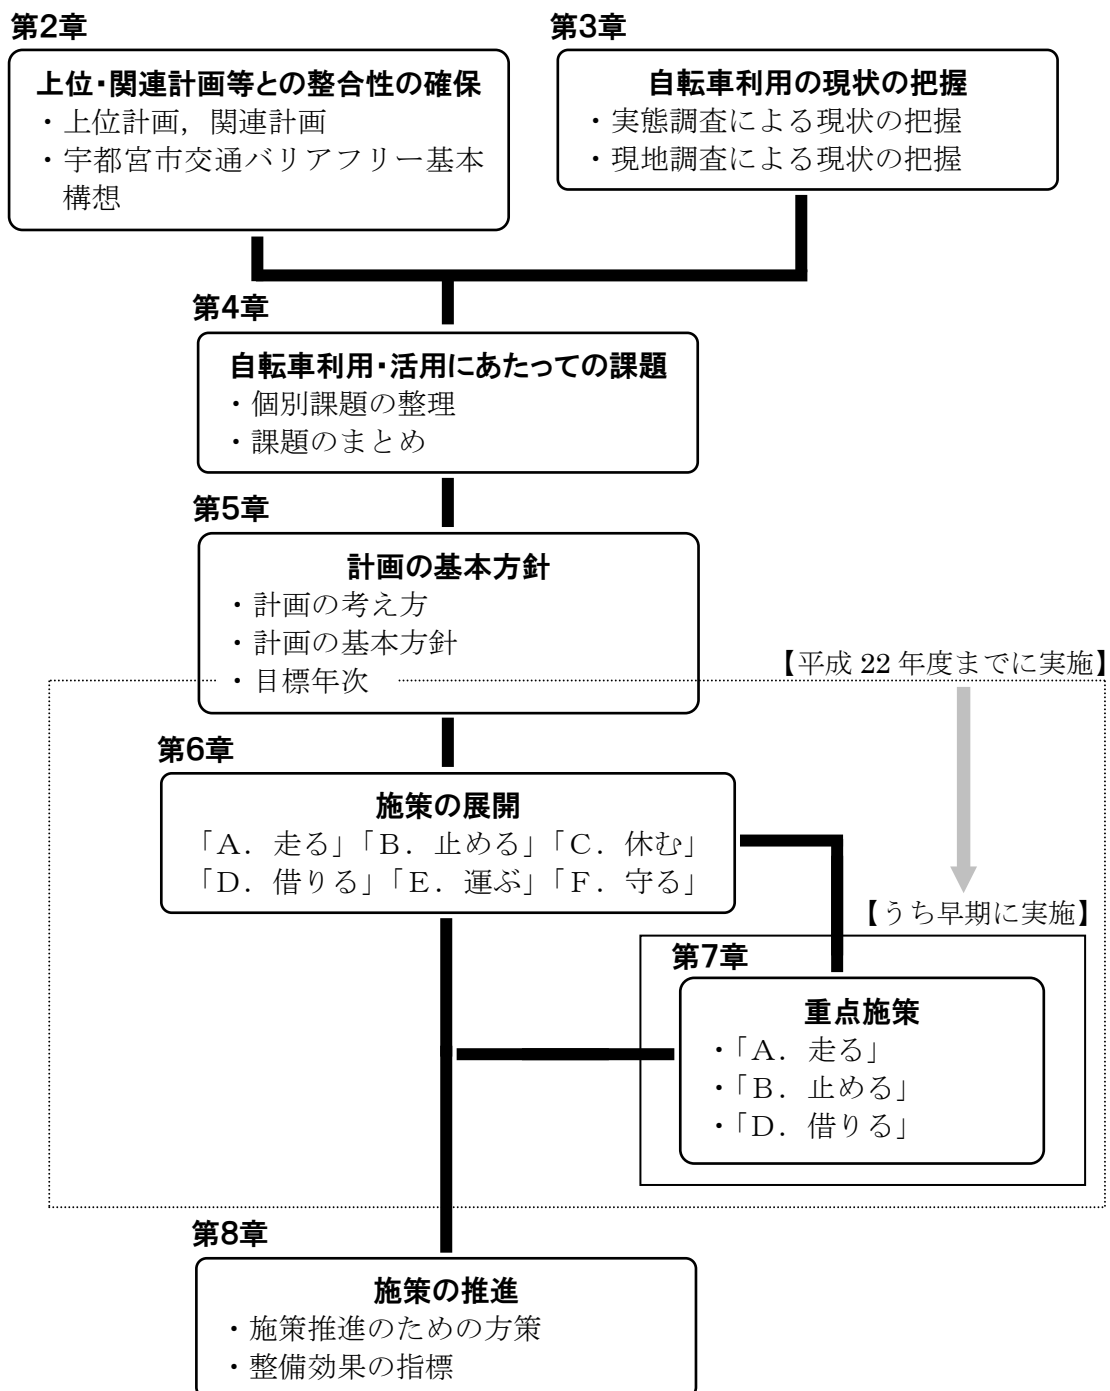 第2章
上位・関連計画等との整合性の確保
・上位計画，関連計画
・宇都宮市交通バリアフリー基本
構想
第3章
自転車利用の現状の把握
・実態調査による現状の把握
・現地調査による現状の把握
第4章
自転車利用・活用にあたっての課題
・個別課題の整理
・課題のまとめ
第5章
計画の基本方針
・計画の考え方
・計画の基本方針
・目標年次
【平成 22 年度までに実施】
第6章
施策の展開
「A．走る」「B．止める」「C．休む」
「D．借りる」「E．運ぶ」「F．守る」
【うち早期に実施】
第7章
重点施策
・「A．走る」
・「B．止める」
・「D．借りる」
第8章
施策の推進
・施策推進のための方策
・整備効果の指標